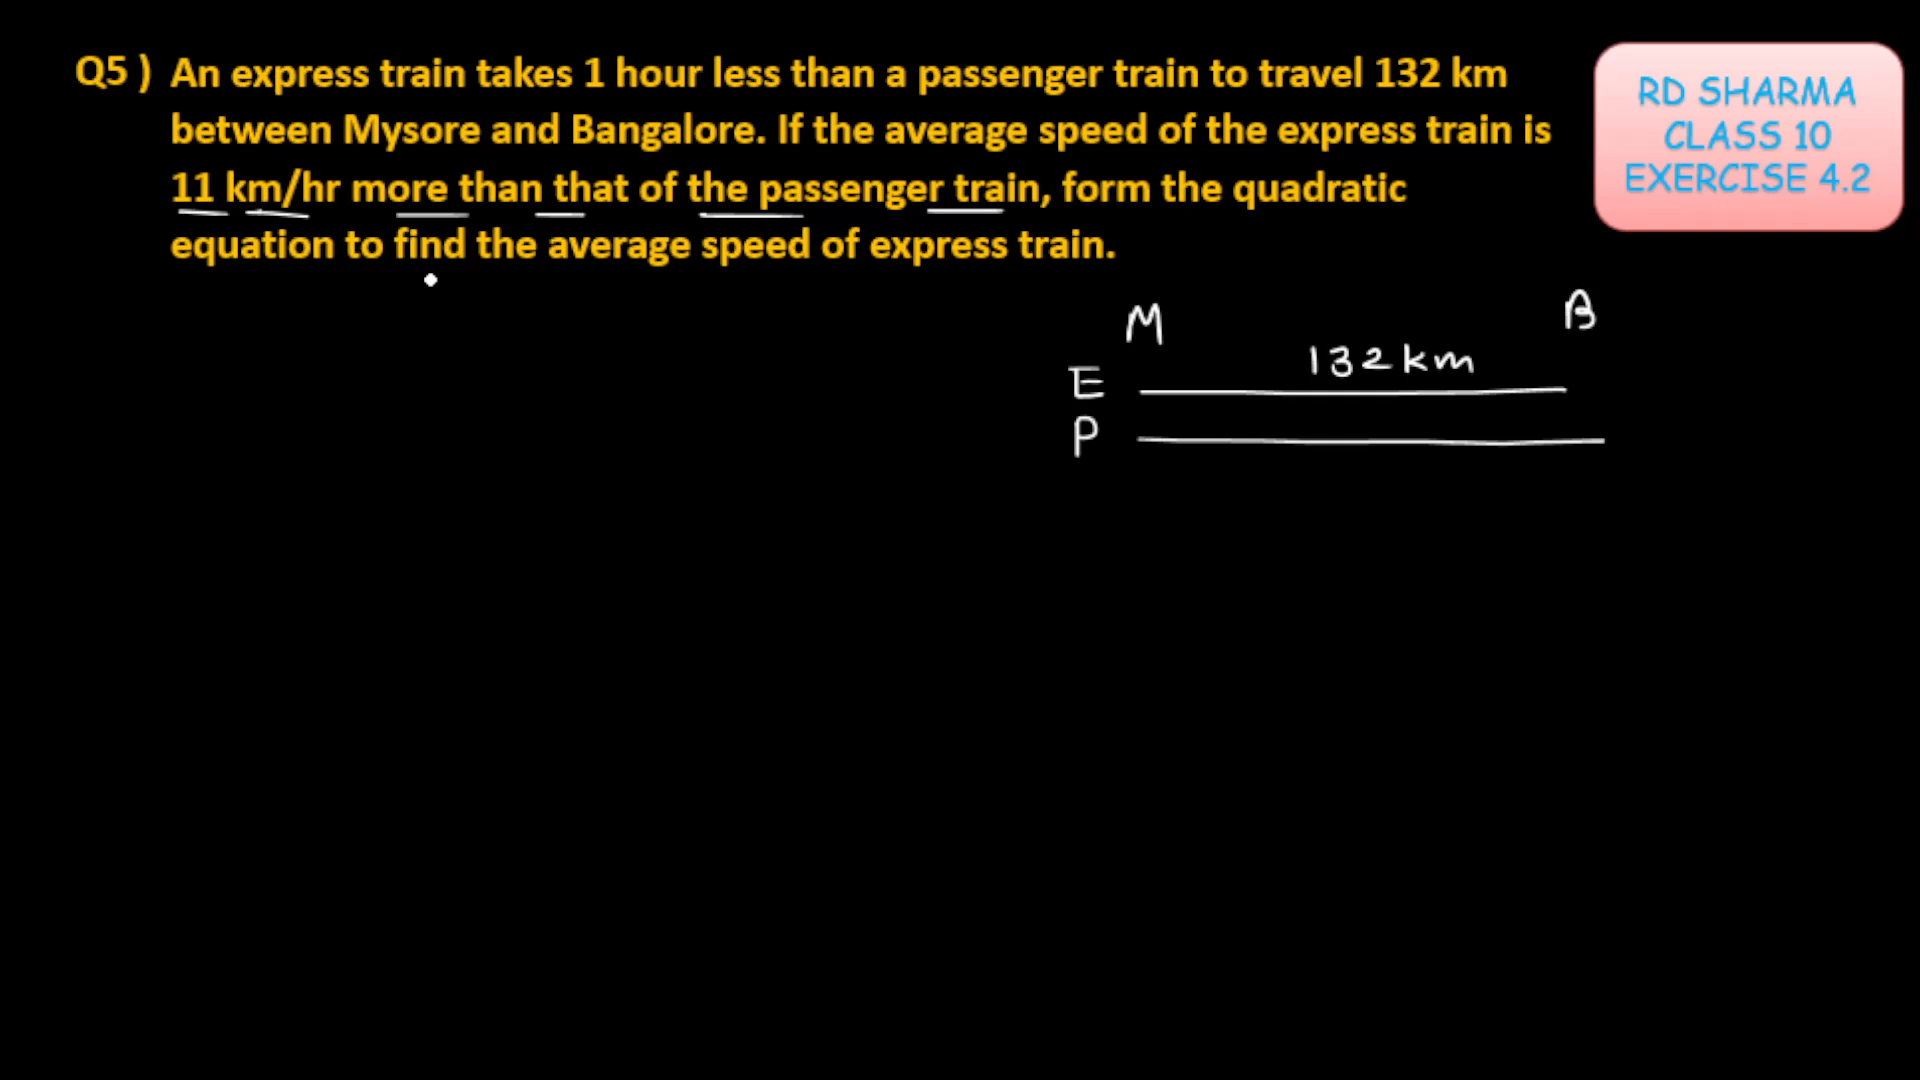 Q5 ) An express train takes 1 hour less than a passenger train to travel 132 km
between Mysore and Bangalore. If the average speed of the express train is
11 km/hr more than that of the passenger train, form the quadratic
equation to find the average speed of express train.
RD SHARMA
CLASS 10
EXERCISE 4.2
M B
132km
E
P